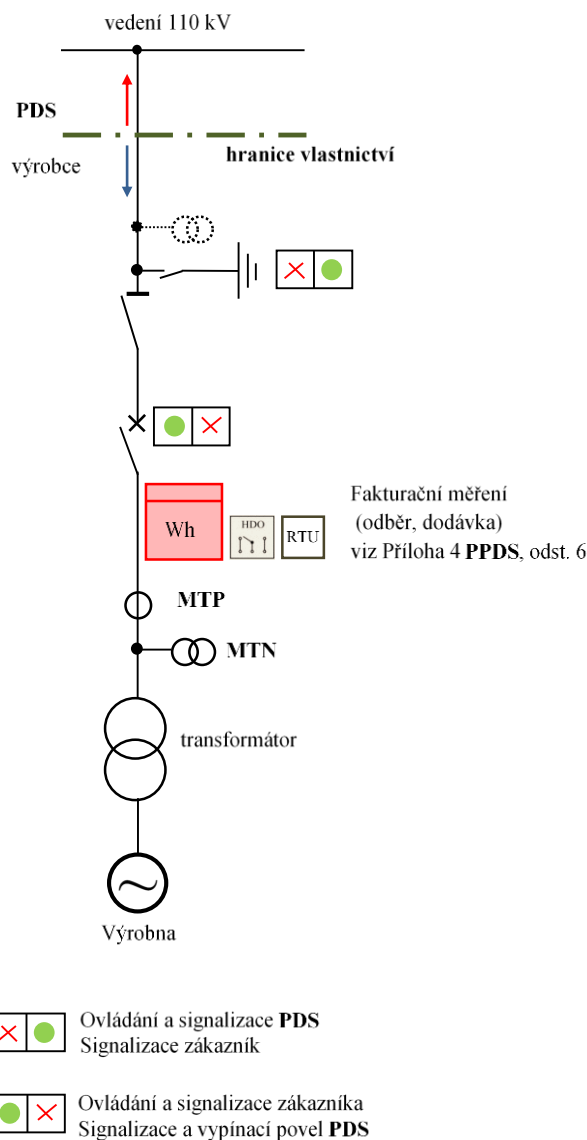 vedení 110 kV
PDS
výrobce
hranice vlastnictví
Wh
HDO
RTU
Fakturační měření
(odběr, dodávka)
viz Příloha 4 PPDS, odst. 6
MTP
MTN
transformátor
Výrobna
Ovládání a signalizace PDS
Signalizace zákazník
Ovládání a signalizace zákazníka
Signalizace a vypínací povel PDS